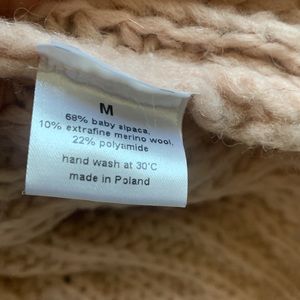 M
68% baby alpaca,
10% extrafine merino wool,
22% polyamide
hand wash at 30°C
made in Poland